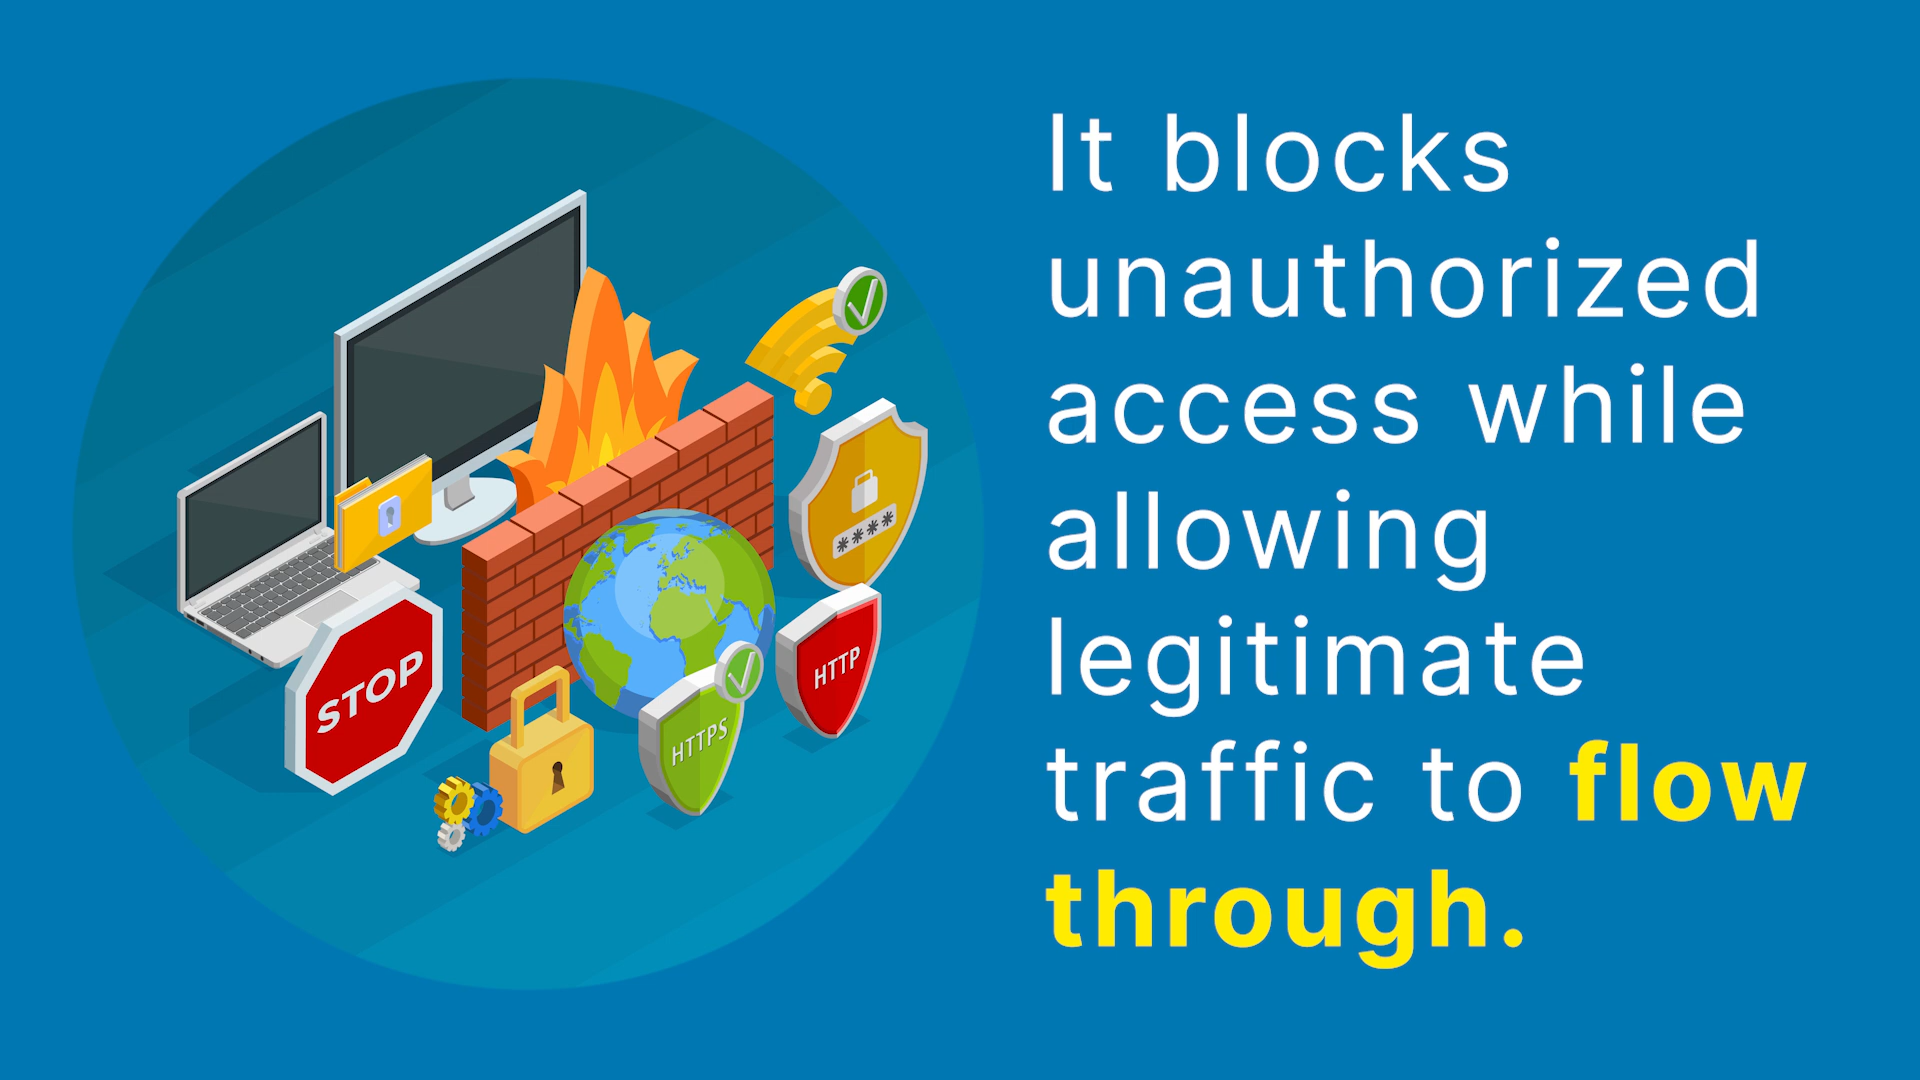 It blocks
unauthorized
access while
allowing
legitimate
traffic to flow
through.
STOP
HTTP
HTTPS
****